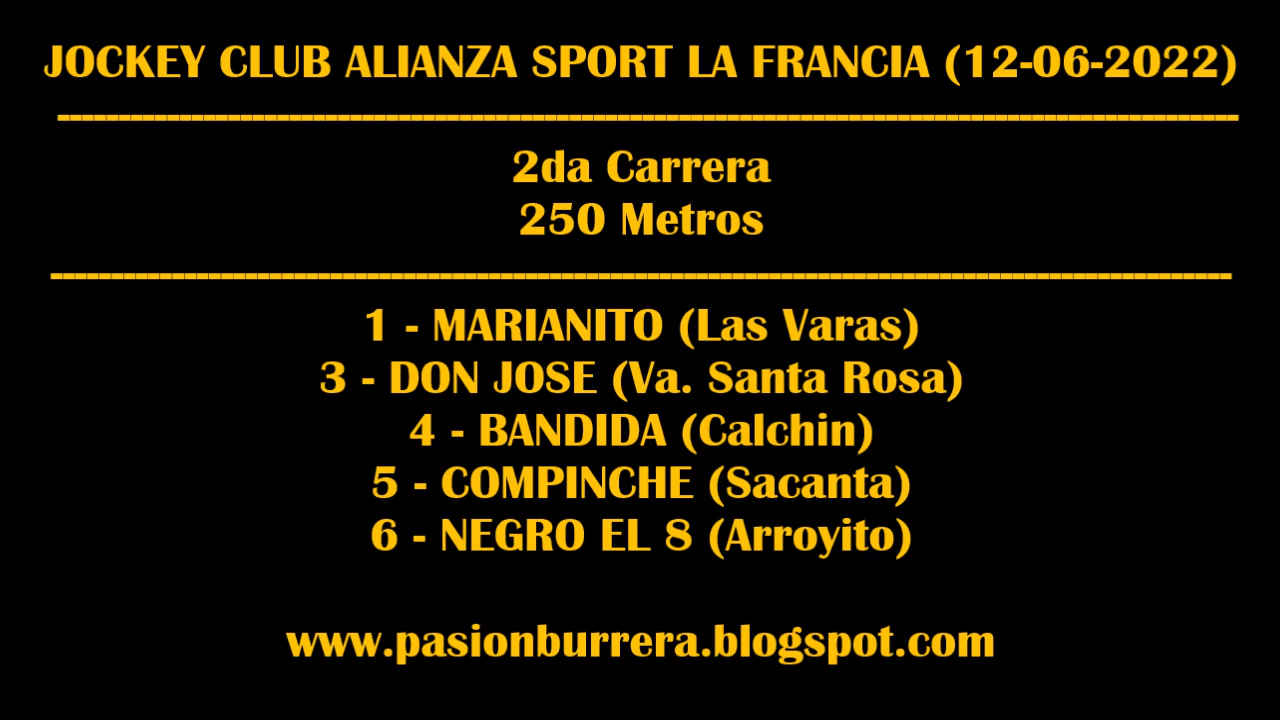 JOCKEY CLUB ALIANZA SPORT LA FRANCIA (12-06-2022)
2da Carrera
250 Metros
1 - MARIANITO (Las Varas)
3 - DON JOSE (Va. Santa Rosa)
4 - BANDIDA (Calchin)
5 - COMPINCHE (Sacanta)
6 - NEGRO EL 8 (Arroyito)
www.pasionburrera.blogspot.com